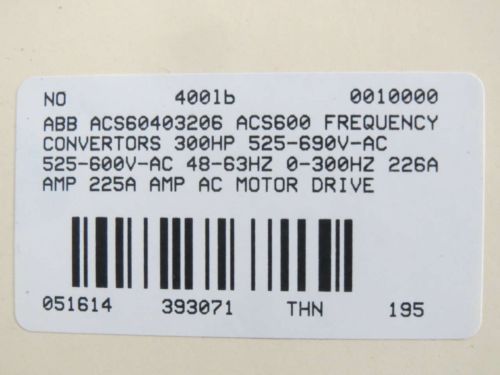 NO 400lb 0010000
ABB ACS60403206 ACS600 FREQUENCY
CONVERTORS 300HP 525-690V-AC
525-600V-AC 48-63HZ 0-300HZ 226A
AMP 225A AMP AC MOTOR DRIVE
051614 393071 THN 195